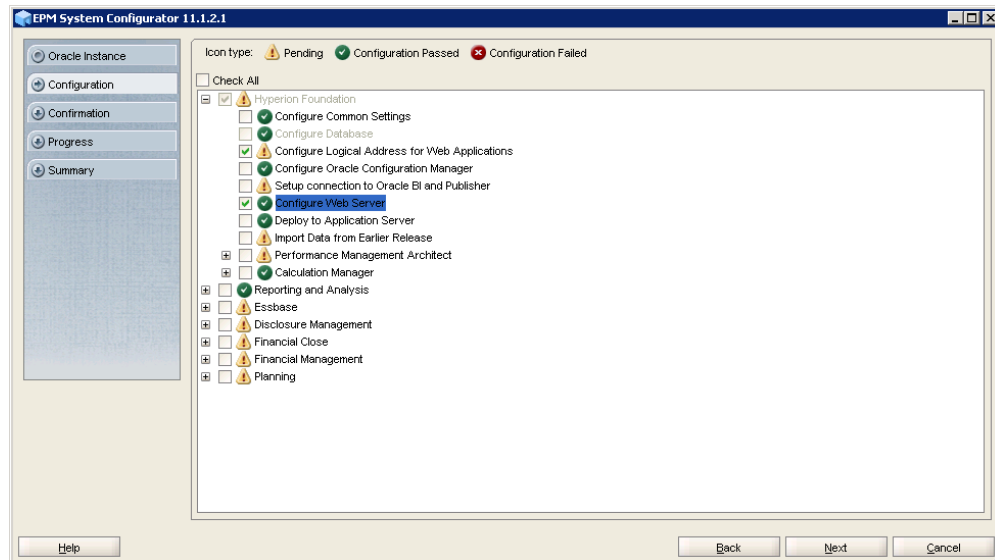 EPM System Configurator 11.1.2.1
Oracle Instance
Configuration
Confirmation
Progress
Summary
Icon type: Pending Configuration Passed Configuration Failed
Check All
Hyperion Foundation
Configure Common Settings
Configure Database
Configure Logical Address for Web Applications
Configure Oracle Configuration Manager
Setup connection to Oracle BI and Publisher
Configure Web Server
Deploy to Application Server
Import Data from Earlier Release
Performance Management Architect
Calculation Manager
Reporting and Analysis
Essbase
Disclosure Management
Financial Close
Financial Management
Planning
Help Back Next Cancel